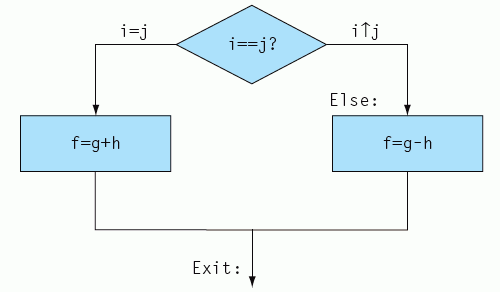 i=j
i==j?
i↑j
Else:
f=g+h
f=g-h
Exit: